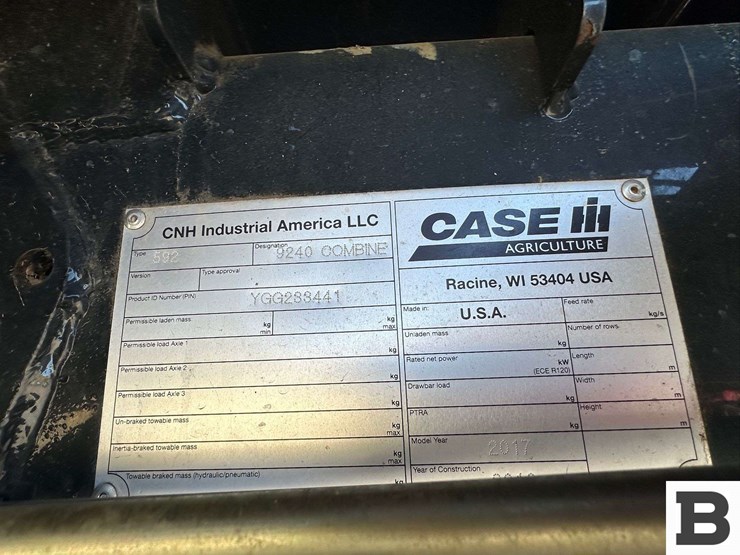 CNH Industrial America LLC
Type 592 Designation 9240 COMBINE
Version Type approval
Product ID Number (PIN) YGG233441
Permissible laden mass kg min kg max
Permissible load Axle 1 kg
Permissible load Axle 2 kg
Permissible load Axle 3 kg
Un-braked towable mass kg max
Inertia-braked towable mass kg max
Towable braked mass (hydraulic/pneumatic) kg
CASE IH
AGRICULTURE
Racine, WI 53404 USA
Made in: U.S.A. Feed rate kg/s
Unladen mass kg Number of rows
Rated net power kW (ECE R120) Length m
Drawbar load kg Width m
PTRA kg Height m
Model Year 2017
Year of Construction
B